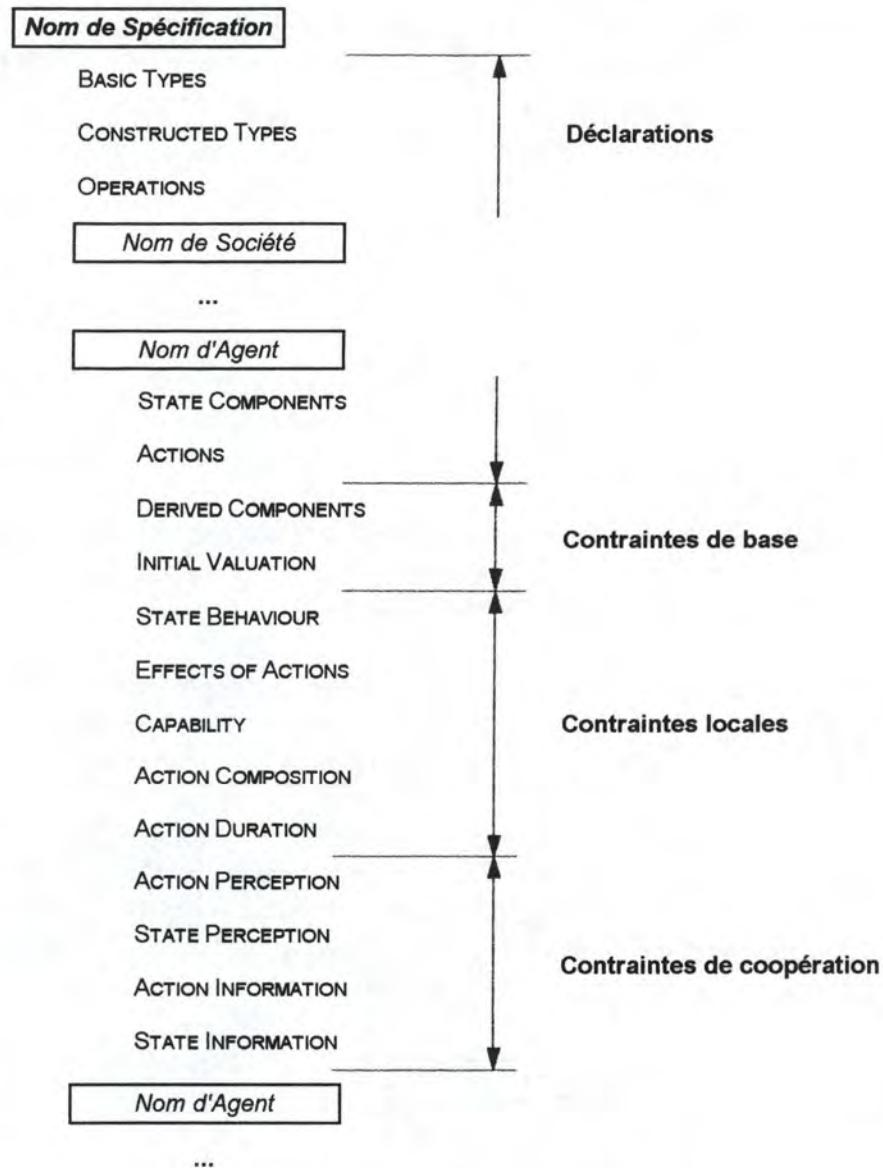 Nom de Spécification
BASIC TYPES
CONSTRUCTED TYPES
Déclarations
OPERATIONS
Nom de Société
...
Nom d'Agent
STATE COMPONENTS
ACTIONS
DERIVED COMPONENTS
Contraintes de base
INITIAL VALUATION
STATE BEHAVIOUR
EFFECTS OF ACTIONS
CAPABILITY
Contraintes locales
ACTION COMPOSITION
ACTION DURATION
ACTION PERCEPTION
STATE PERCEPTION
Contraintes de coopération
ACTION INFORMATION
STATE INFORMATION
Nom d'Agent
...